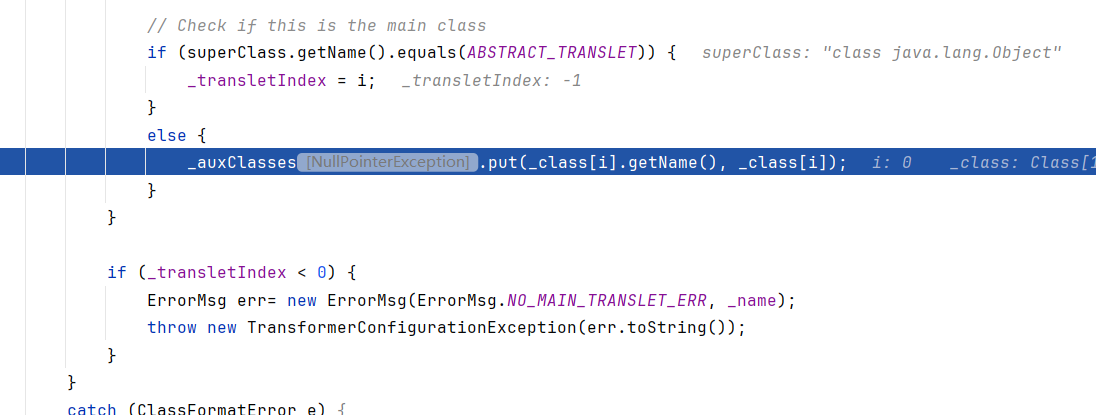 // Check if this is the main class
if (superClass.getName().equals(ABSTRACT_TRANSLET)) { superClass: "class java.lang.Object"
_transletIndex = i; _transletIndex: -1
}
else {
_auxClasses [NullPointerException] .put(_class[i].getName(), _class[i]); i: 0 _class: Class[1
}
}
if (_transletIndex < 0) {
ErrorMsg err= new ErrorMsg(ErrorMsg.NO_MAIN_TRANSLET_ERR, _name);
throw new TransformerConfigurationException(err.toString());
}
}
catch (ClassFormatError e) {